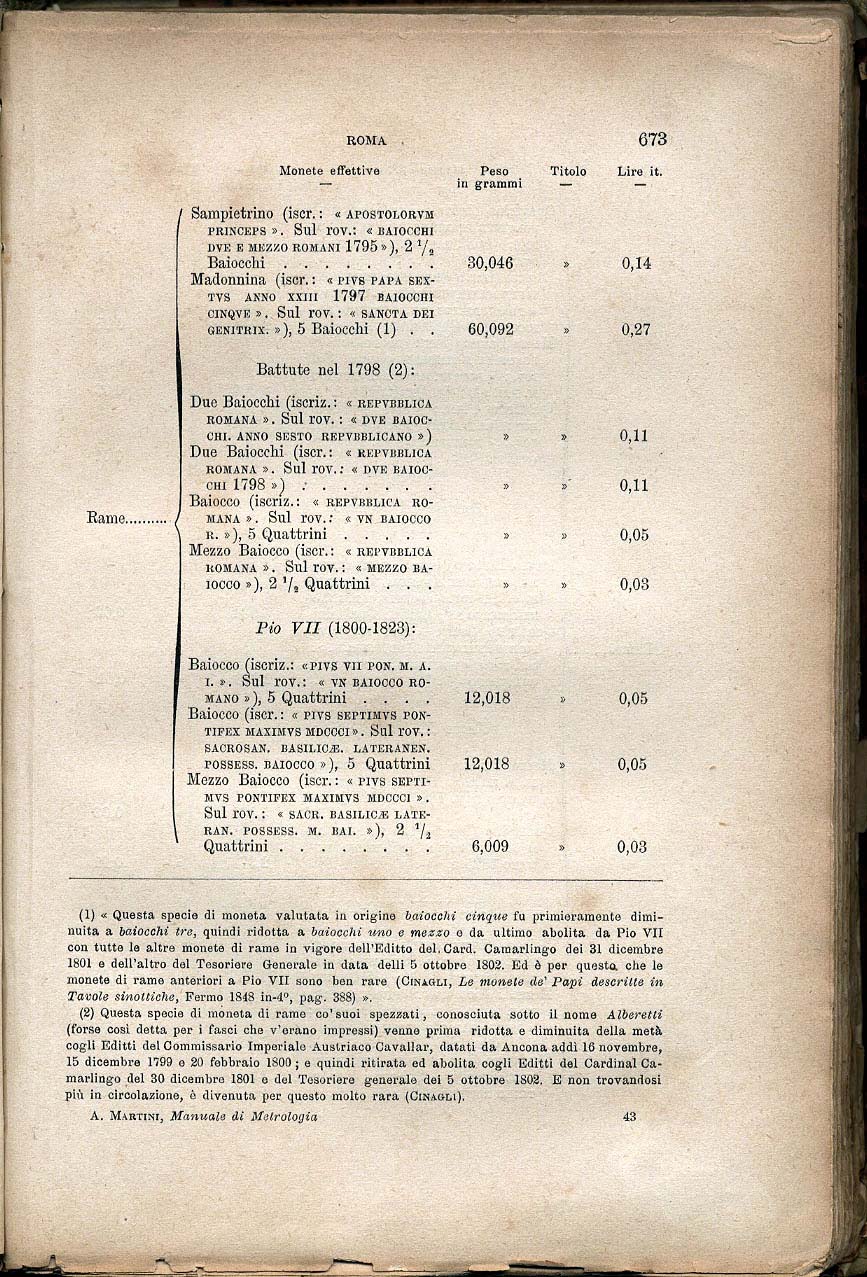 ROMA 673
Monete effettive Peso in grammi Titolo Lire it.
Sampietrino (iscr.: « APOSTOLORVM
PRINCEPS ». Sul rov.: « BAIOCCHI
DVE E MEZZO ROMANI 1795 »), 2 1/2
Baiocchi . . . . . . . . 30,046 » 0,14
Madonnina (iscr.: « PIVS PAPA SEX-
TVS ANNO XXIII 1797 BAIOCCHI
CINQVE ». Sul rov.: « SANCTA DEI
GENITRIX. »), 5 Baiocchi (1) . . 60,092 » 0,27
Battute nel 1798 (2):
Due Baiocchi (iscriz.: « REPVBBLICA
ROMANA ». Sul rov. : « DVE BAIOC-
CHI. ANNO SESTO REPVBBLICANO ») » » 0,11
Due Baiocchi (iscr.: « REPVBBLICA
ROMANA ». Sul rov.: « DVE BAIOC-
CHI 1798 ») . . . . . . . . » » 0,11
Baiocco (iscriz.: « REPVBBLICA RO-
Rame.......... MANA ». Sul rov.: « VN BAIOCCO
R. »), 5 Quattrini . . . . . » » 0,05
Mezzo Baiocco (iscr.: « REPVBBLICA
ROMANA ». Sul rov.: « MEZZO BA-
IOCCO »), 2 1/2 Quattrini . . . » » 0,03
Pio VII (1800-1823):
Baiocco (iscriz.: «PIVS VII PON. M. A.
I. ». Sul rov.: « VN BAIOCCO RO-
MANO »), 5 Quattrini . . . . 12,018 » 0,05
Baiocco (iscr.: « PIVS SEPTIMVS PON-
TIFEX MAXIMVS MDCCCI». Sul rov.:
SACROSAN. BASILICÆ. LATERANEN.
POSSESS. BAIOCCO »), 5 Quattrini 12,018 » 0,05
Mezzo Baiocco (iscr.: « PIVS SEPTI-
MVS PONTIFEX MAXIMVS MDCCCI ».
Sul rov.: « SACR. BASILICÆ LATE-
RAN. POSSESS. M. BAI. »), 2 1/2
Quattrini . . . . . . . . 6,009 » 0,03
(1) « Questa specie di moneta valutata in origine baiocchi cinque fu primieramente dimi-
nuita a baiocchi tre, quindi ridotta a baiocchi uno e mezzo e da ultimo abolita da Pio VII
con tutte le altre monete di rame in vigore dell'Editto del Card. Camarlingo dei 31 dicembre
1801 e dell'altro del Tesoriere Generale in data delli 5 ottobre 1802. Ed è per questo che le
monete di rame anteriori a Pio VII sono ben rare (CINAGLI, Le monete de' Papi descritte in
Tavole sinottiche, Fermo 1848 in-4º, pag. 388) ».
(2) Questa specie di moneta di rame co'suoi spezzati, conosciuta sotto il nome Alberetti
(forse così detta per i fasci che v'erano impressi) venne prima ridotta e diminuita della metà
cogli Editti del Commissario Imperiale Austriaco Cavallar, datati da Ancona addì 16 novembre,
15 dicembre 1799 e 20 febbraio 1800 ; e quindi ritirata ed abolita cogli Editti del Cardinal Ca-
marlingo del 30 dicembre 1801 e del Tesoriere generale dei 5 ottobre 1802. E non trovandosi
più in circolazione, è divenuta per questo molto rara (CINAGLI).
A. MARTINI, Manuale di Metrologia 43